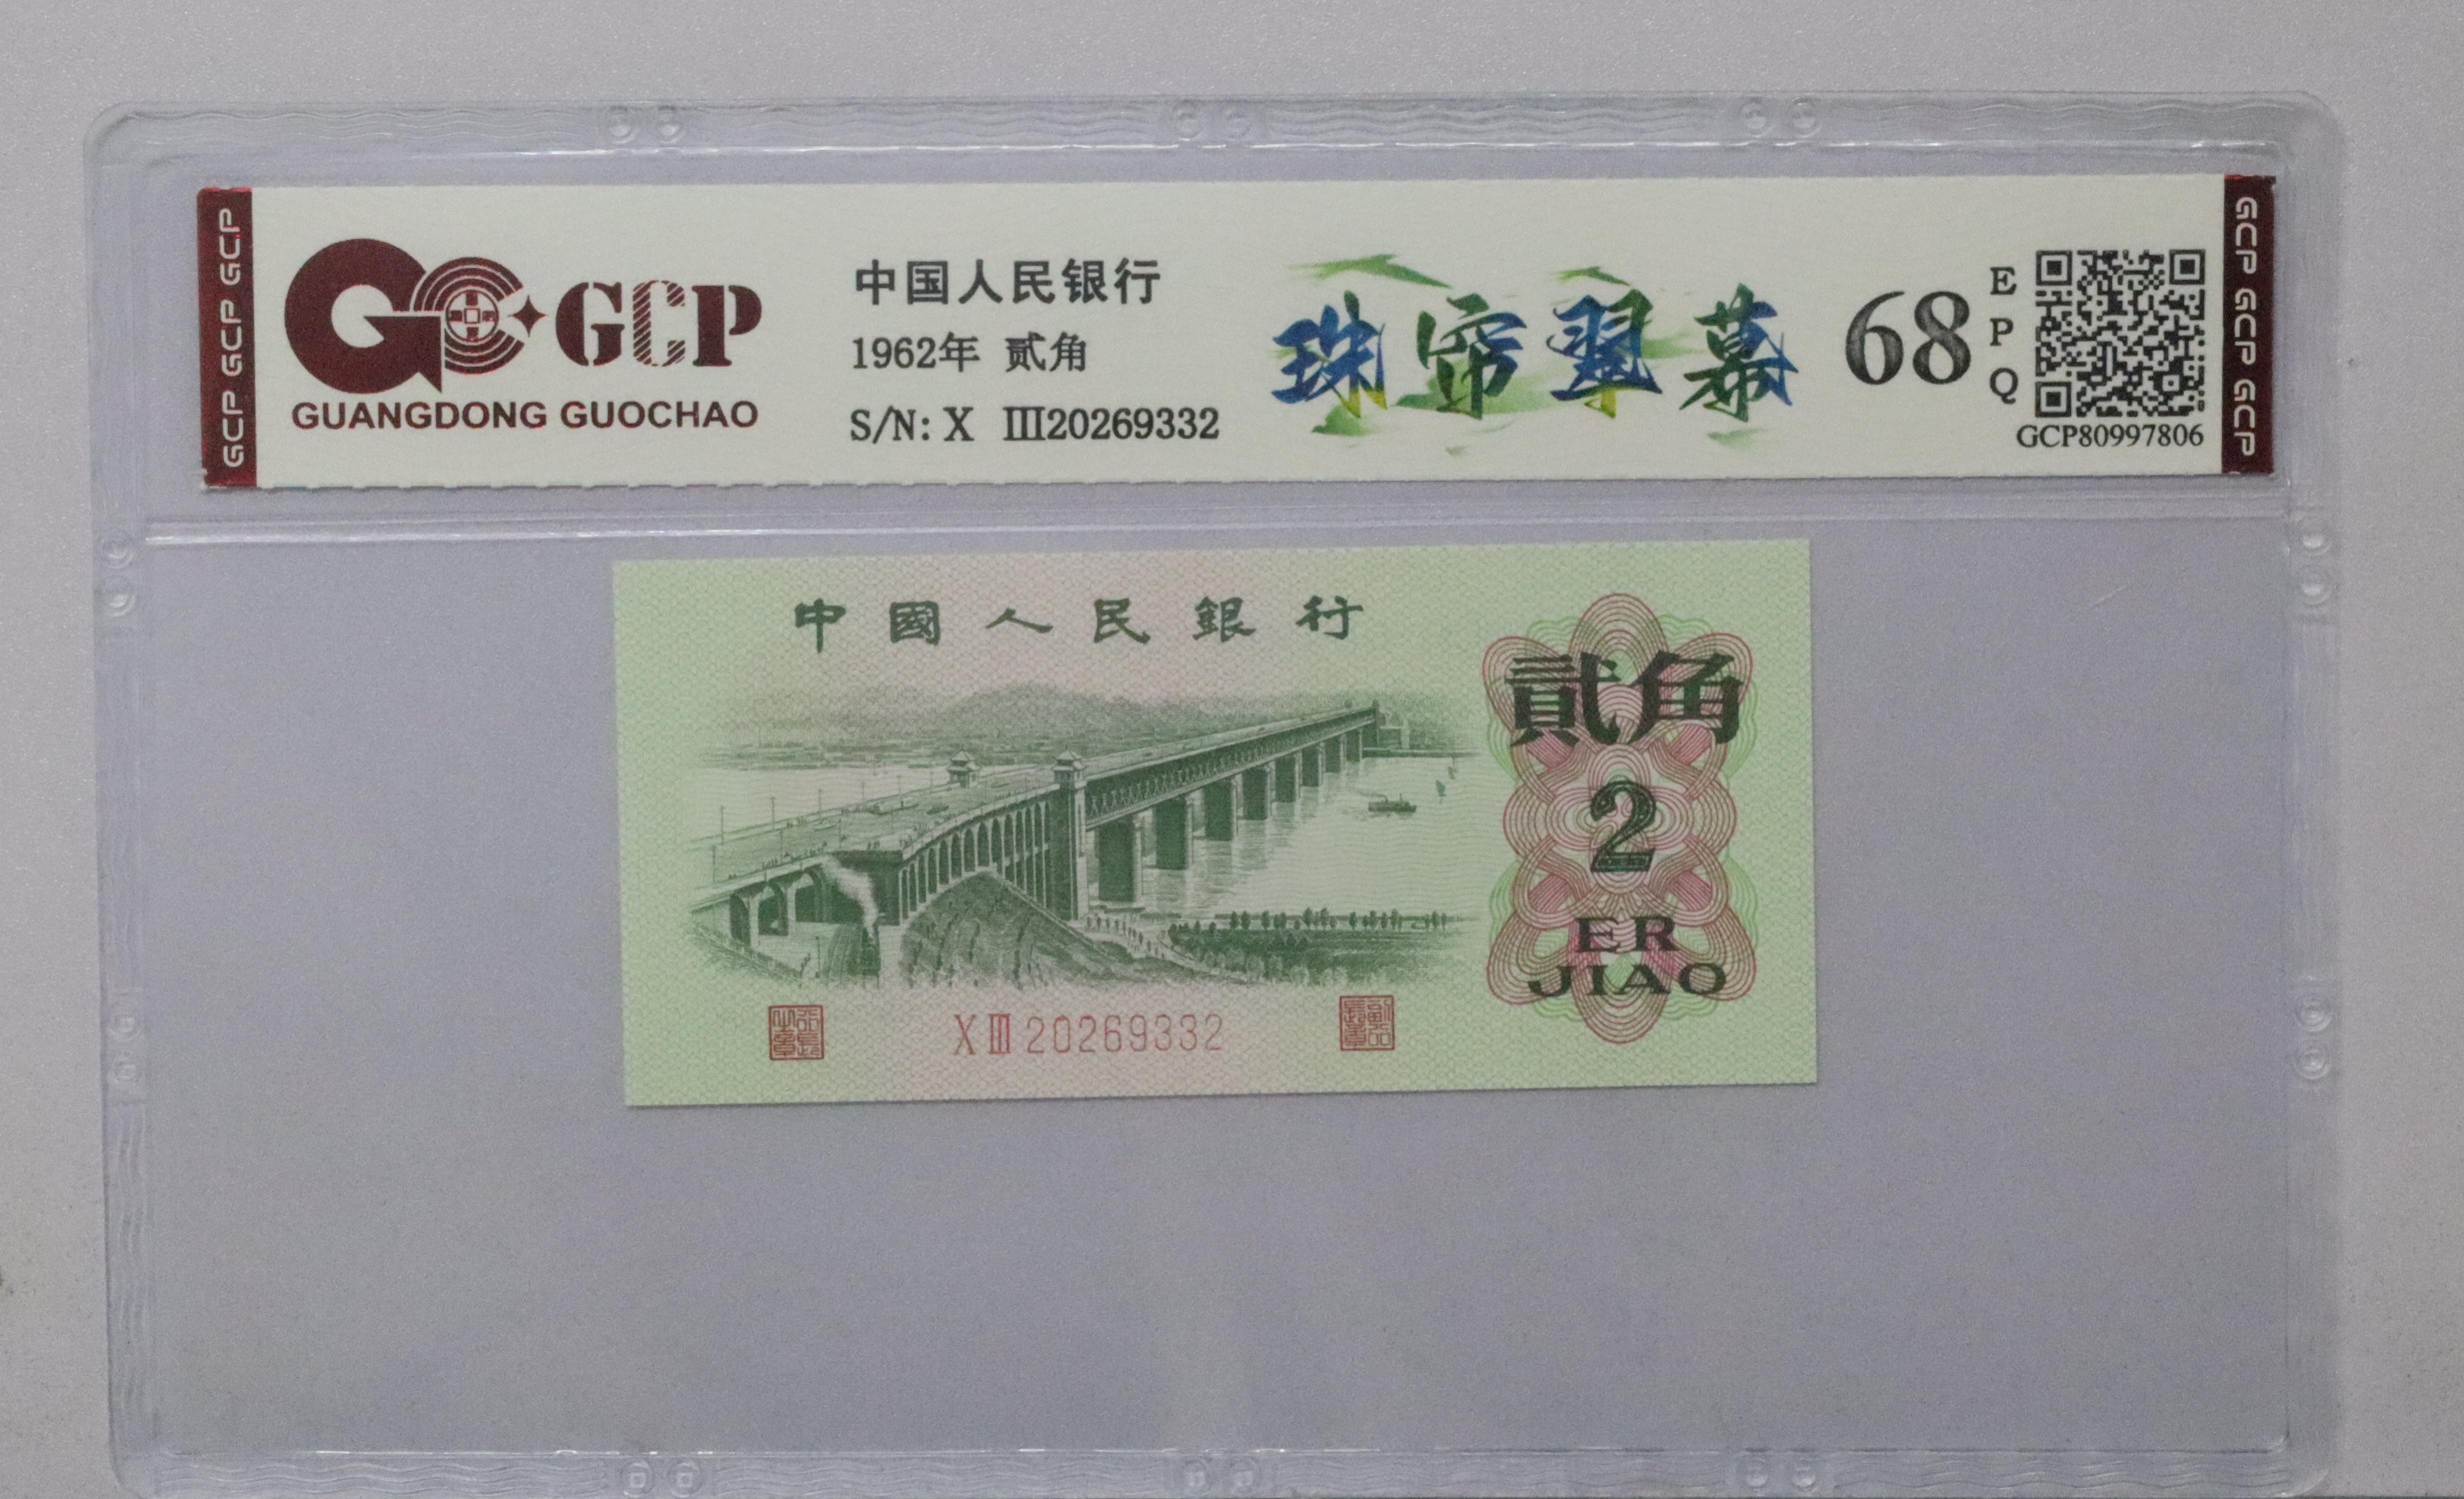 GCP GCP GCP
GCP
GUANGDONG GUOCHAO
中国人民银行
1962年 贰角
S/N: X Ⅲ20269332
珠帘翠幕
68
E
P
Q
GCP80997806
GCP GCP GCP
中國人民銀行
貳角
2
ER
JIAO
X Ⅲ 20269332